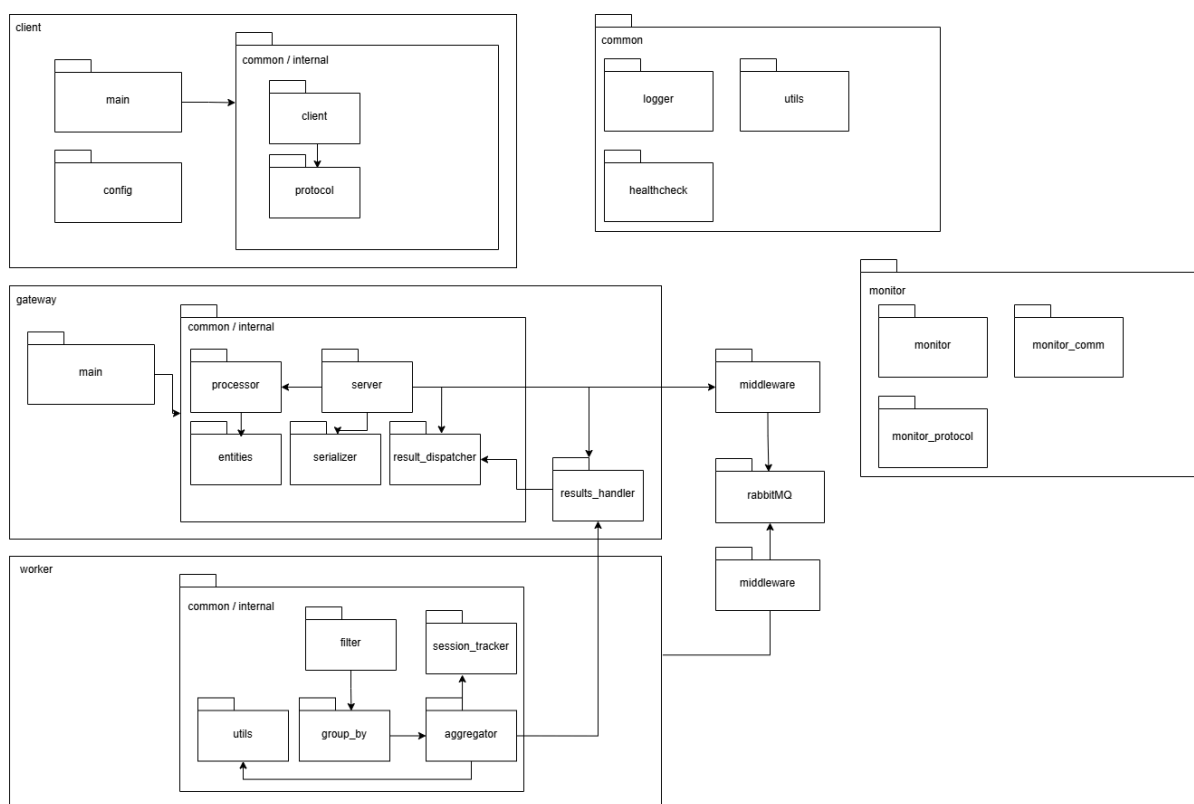 client
main
config
common / internal
client
protocol
common
logger
utils
healthcheck
gateway
main
common / internal
processor
server
entities
serializer
result_dispatcher
results_handler
middleware
rabbitMQ
middleware
monitor
monitor
monitor_comm
monitor_protocol
worker
common / internal
filter
session_tracker
utils
group_by
aggregator